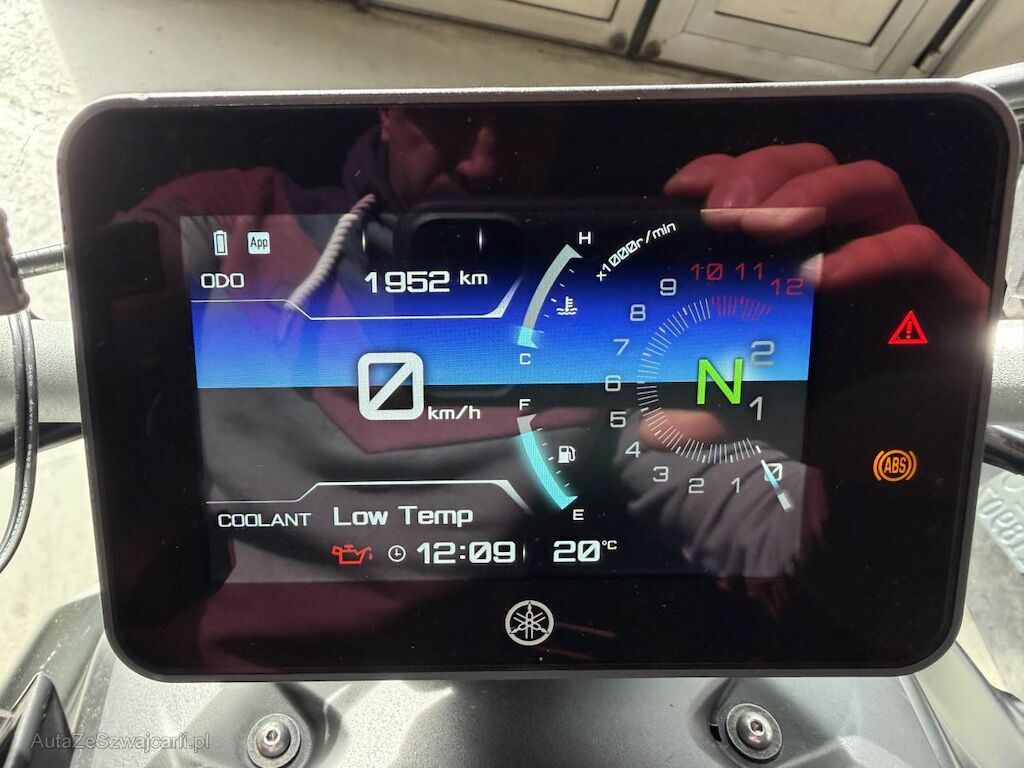 App
H
x1000r/min
ODO 1952 km
10 11
12
9
8
7
6
5
4
3
2
1
0
2
N
1
C
0 km/h
F
E
ABS
COOLANT Low Temp
12:09 20°C
AutaZeSzwajcarii.pl